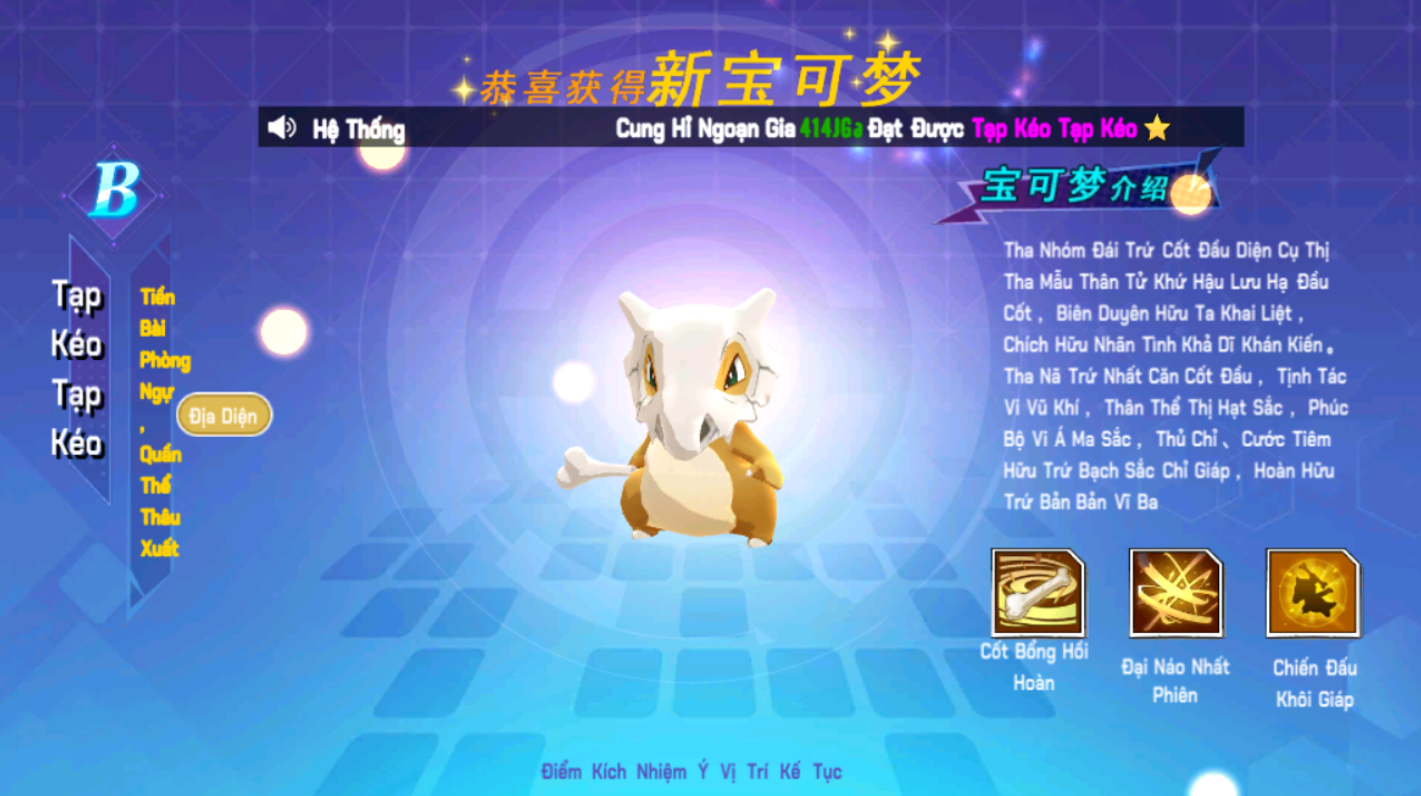 恭喜获得新宝可梦
Hệ Thống
Cung Hỉ Ngoạn Gia 414JGa Đạt Được Tạp Kéo Tạp Kéo
B
Tạp
Kéo
Tạp
Kéo
Tiền
Bài
Phòng
Ngự
,
Quần
Thể
Thâu
Xuất
Địa Diện
宝可梦介绍
Tha Nhóm Đái Trứ Cốt Đầu Diện Cụ Thị
Tha Mẫu Thân Tử Khứ Hậu Lưu Hạ Đầu
Cốt , Biên Duyên Hữu Ta Khai Liệt ,
Chích Hữu Nhãn Tình Khả Dĩ Khán Kiến 。
Tha Nã Trứ Nhất Căn Cốt Đầu , Tịnh Tác
Vi Vũ Khí , Thân Thể Thị Hạt Sắc , Phúc
Bộ Vi Á Ma Sắc , Thủ Chỉ 、 Cước Tiêm
Hữu Trứ Bạch Sắc Chỉ Giáp , Hoàn Hữu
Trứ Bản Bản Vĩ Ba
Cốt Bổng Hồi
Hoàn
Đại Náo Nhất
Phiên
Chiến Đấu
Khôi Giáp
Điểm Kích Nhiệm Ý Vị Trí Kế Tục